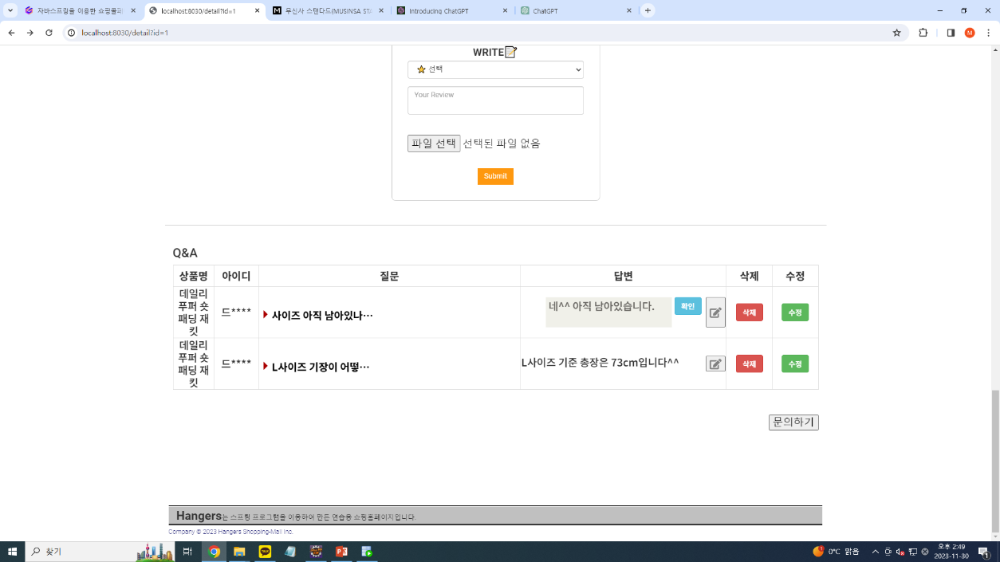 자바스프링을 이용한 쇼핑몰페
localhost:8030/detail?id=1
무신사 스탠다드(MUSINSA STA
Introducing ChatGPT
ChatGPT
localhost:8030/detail?id=1
M
WRITE
선택
Your Review
파일 선택 선택된 파일 없음
Submit
Q&A
상품명 아이디 질문 답변 삭제 수정
데일리 푸퍼 숏 패딩 재킷 드**** 사이즈 아직 남아있나… 네^^ 아직 남아있습니다. 확인 삭제 수정
데일리 푸퍼 숏 패딩 재킷 드**** L사이즈 기장이 어떻… L사이즈 기준 총장은 73cm입니다^^ 삭제 수정
문의하기
Hangers는 스프링 프로그램을 이용하여 만든 연습용 쇼핑홈페이지입니다.
Company © 2023 Hangers Shopping-Mall Inc.
찾기
0°C 맑음
오후 2:49
2023-11-30
1